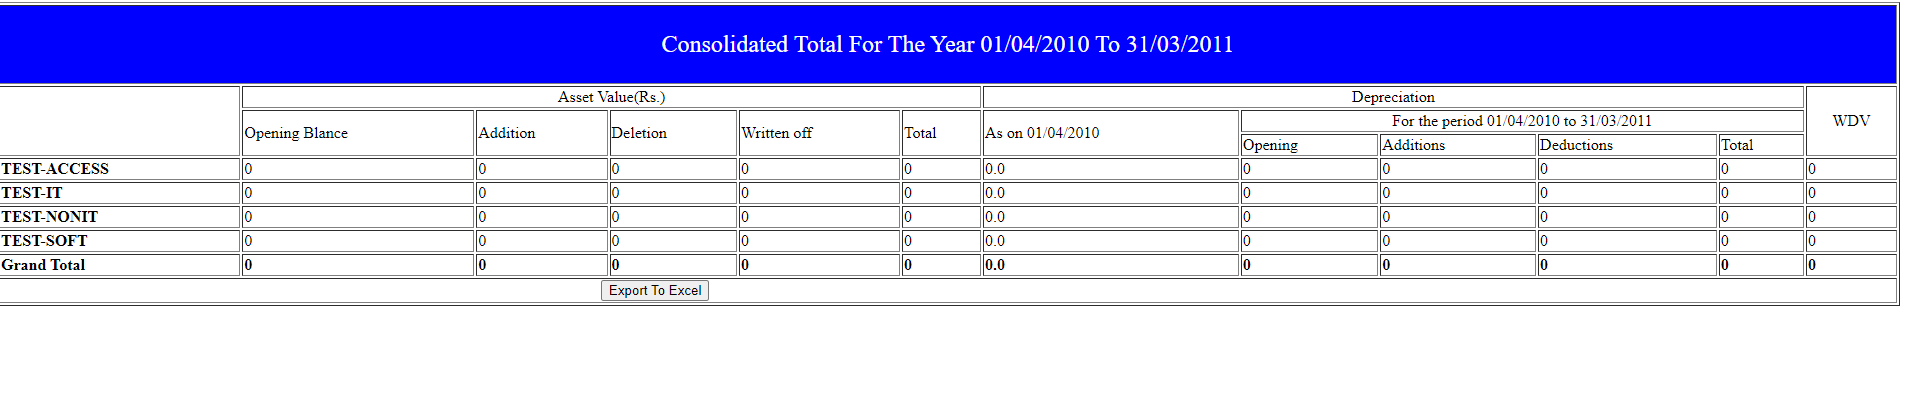 Consolidated Total For The Year 01/04/2010 To 31/03/2011
Asset Value(Rs.) Depreciation WDV
Opening Blance Addition Deletion Written off Total As on 01/04/2010 For the period 01/04/2010 to 31/03/2011
Opening Additions Deductions Total
TEST-ACCESS 0 0 0 0 0 0.0 0 0 0 0 0
TEST-IT 0 0 0 0 0 0.0 0 0 0 0 0
TEST-NONIT 0 0 0 0 0 0.0 0 0 0 0 0
TEST-SOFT 0 0 0 0 0 0.0 0 0 0 0 0
Grand Total 0 0 0 0 0 0.0 0 0 0 0 0
Export To Excel